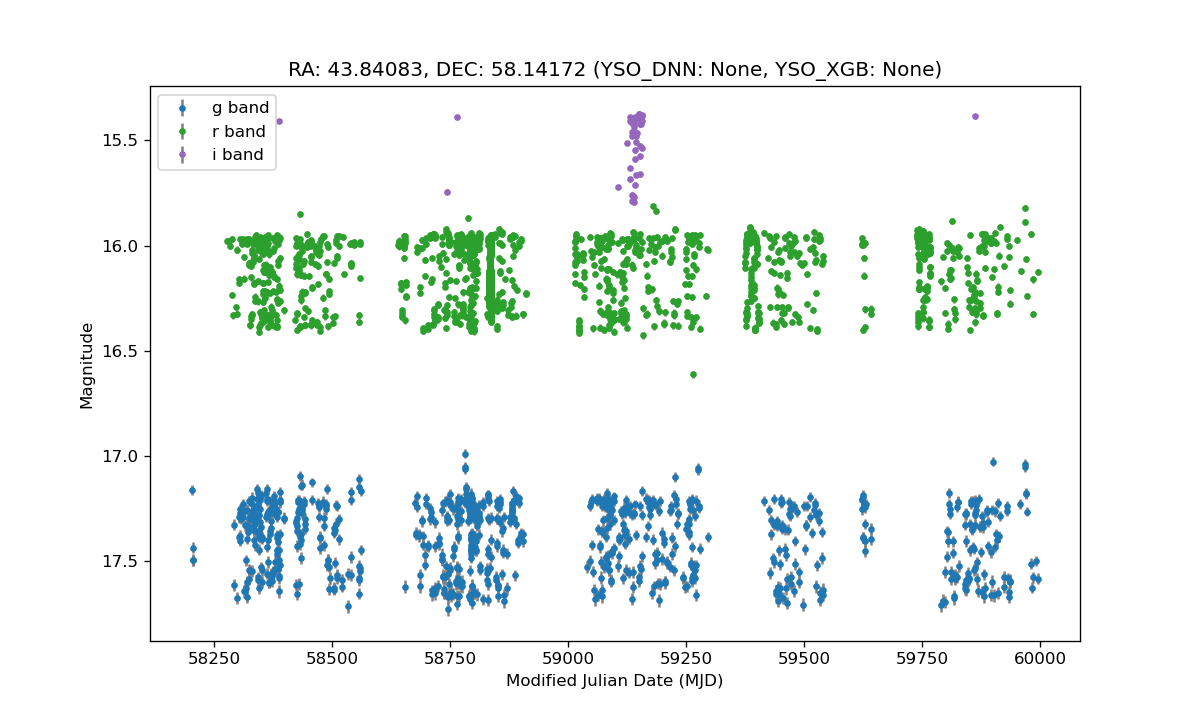 RA: 43.84083, DEC: 58.14172 (YSO_DNN: None, YSO_XGB: None)
g band
r band
i band
15.5
16.0
16.5
17.0
17.5
Magnitude
58250 58500 58750 59000 59250 59500 59750 60000
Modified Julian Date (MJD)